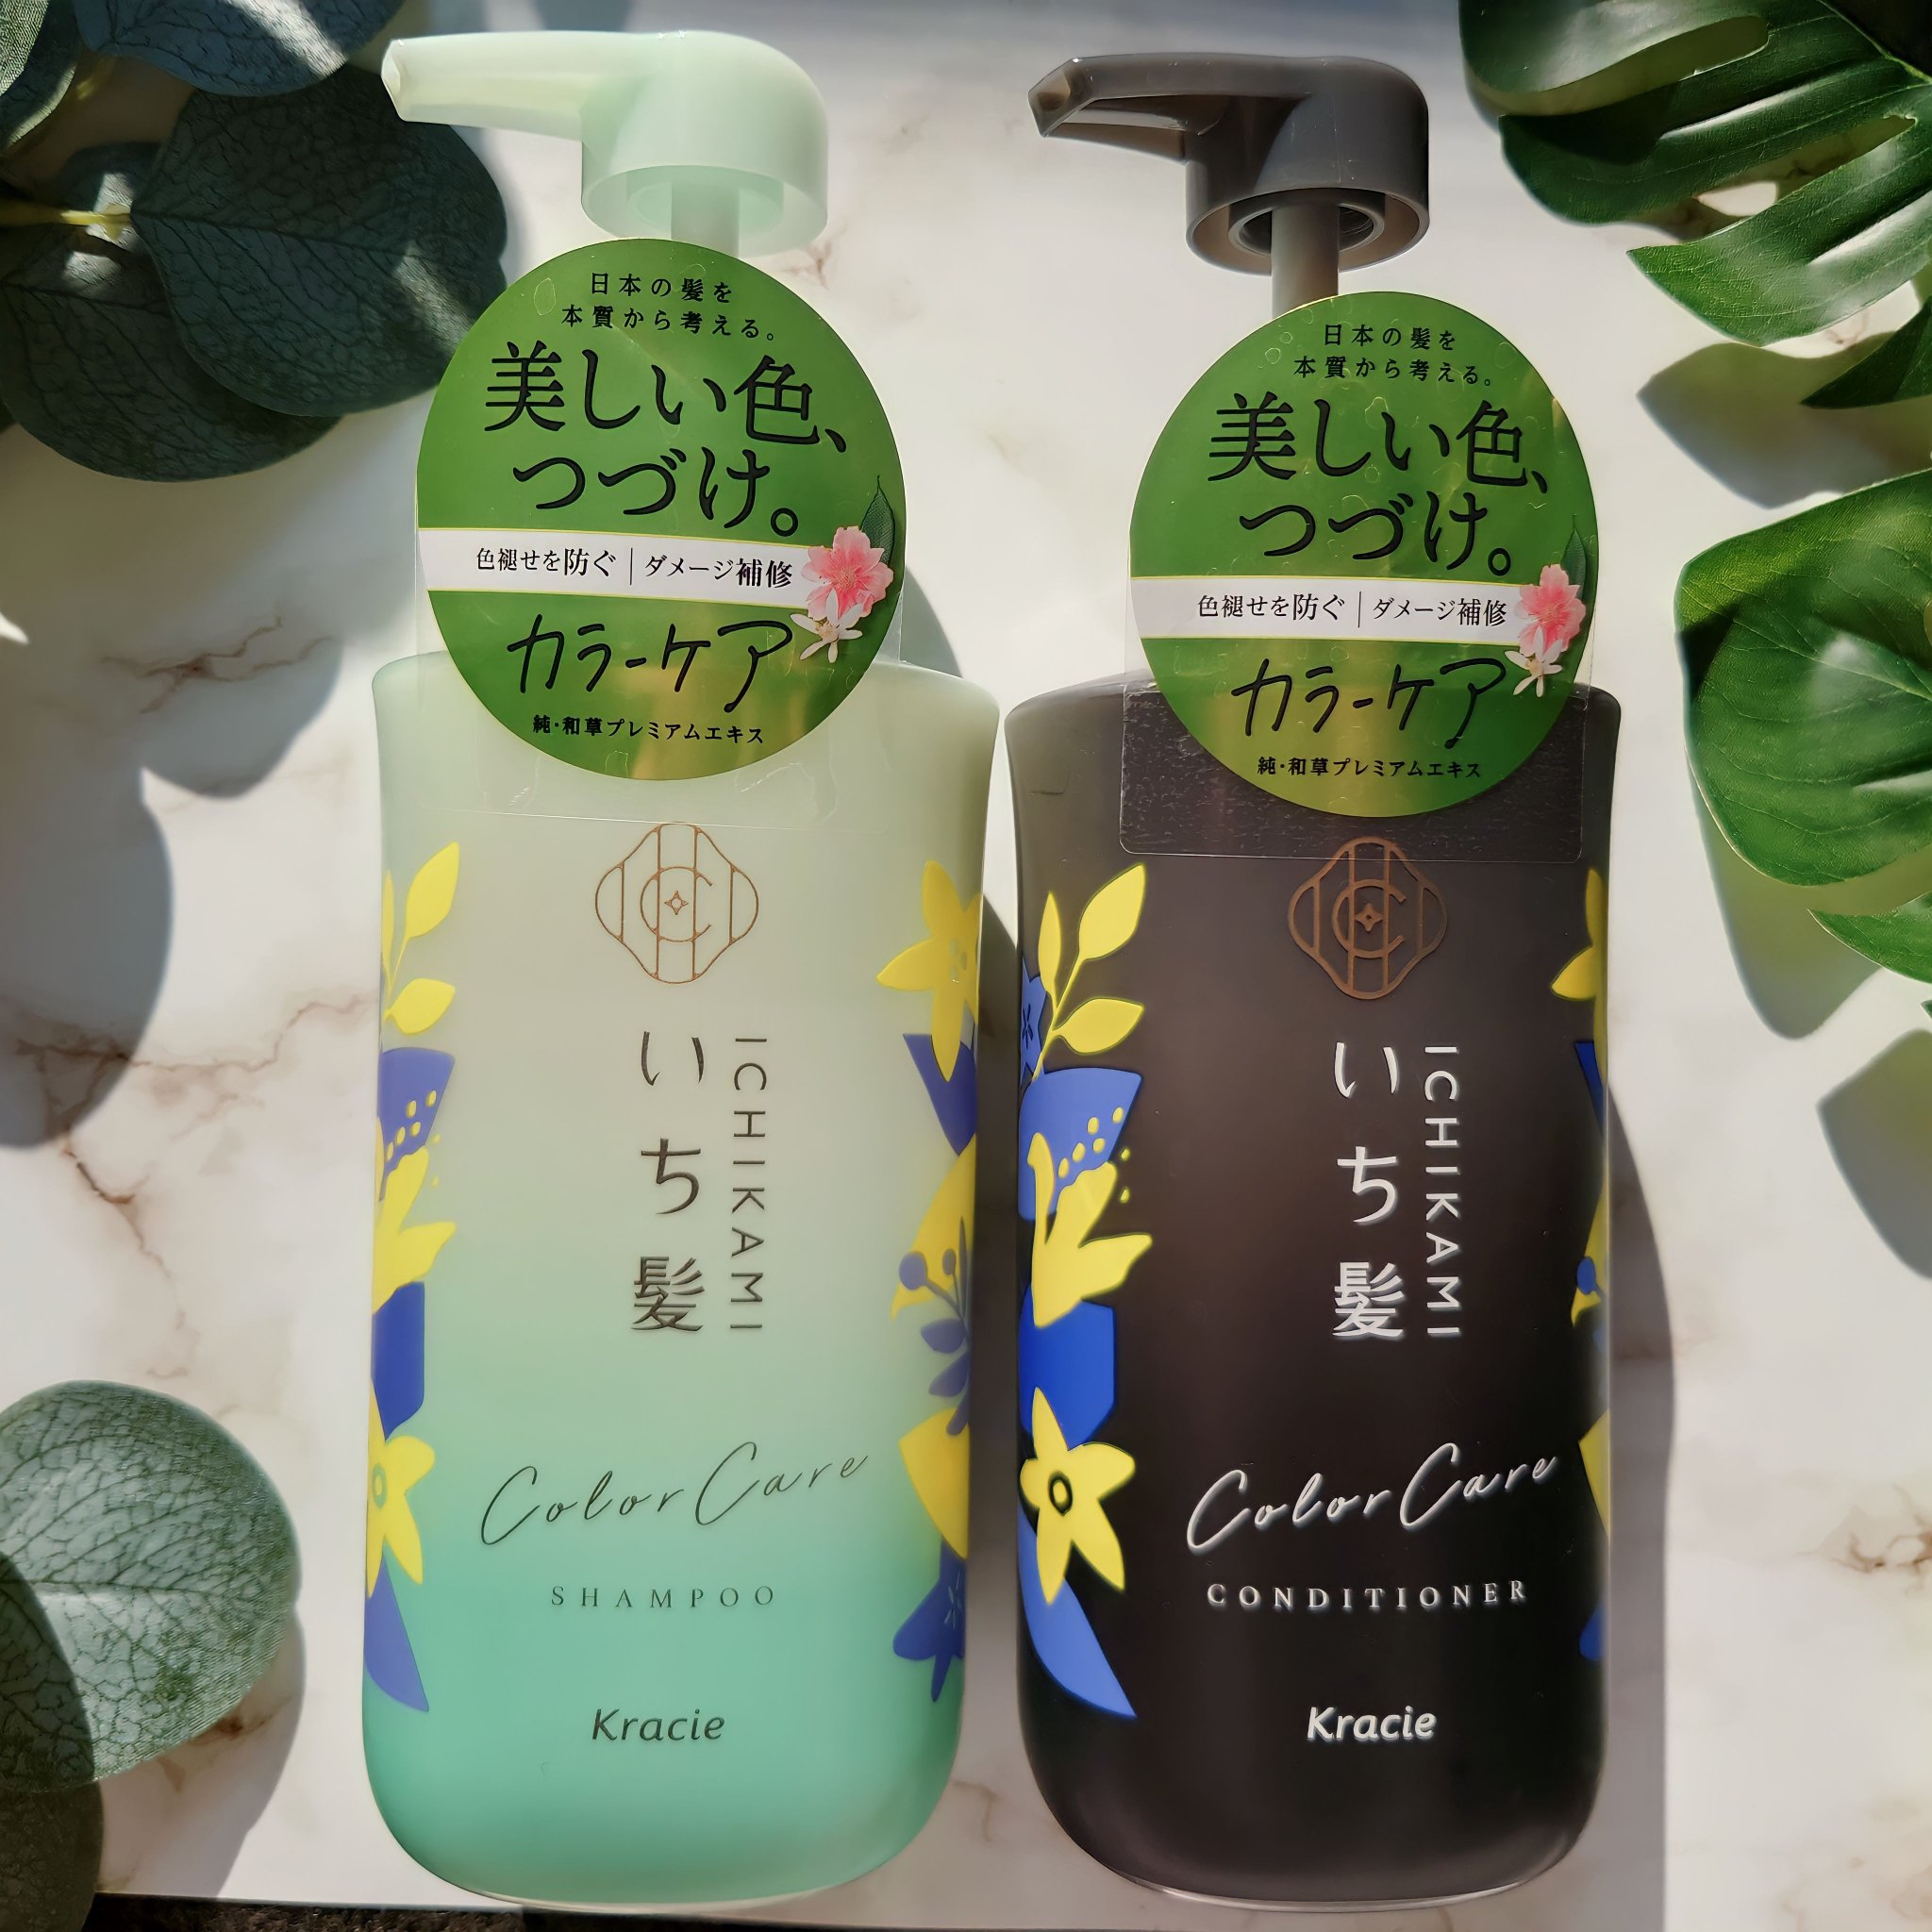 日本の髪を
本質から考える。
美しい色、
つづけ。
色褪せを防ぐ|ダメージ補修
カラーケア
純・和草プレミアムエキス
いち髪
ICHIKAMI
Color Care
SHAMPOO
Kracie
日本の髪を
本質から考える。
美しい色、
つづけ。
色褪せを防ぐ|ダメージ補修
カラーケア
純・和草プレミアムエキス
いち髪
ICHIKAMI
Color Care
CONDITIONER
Kracie